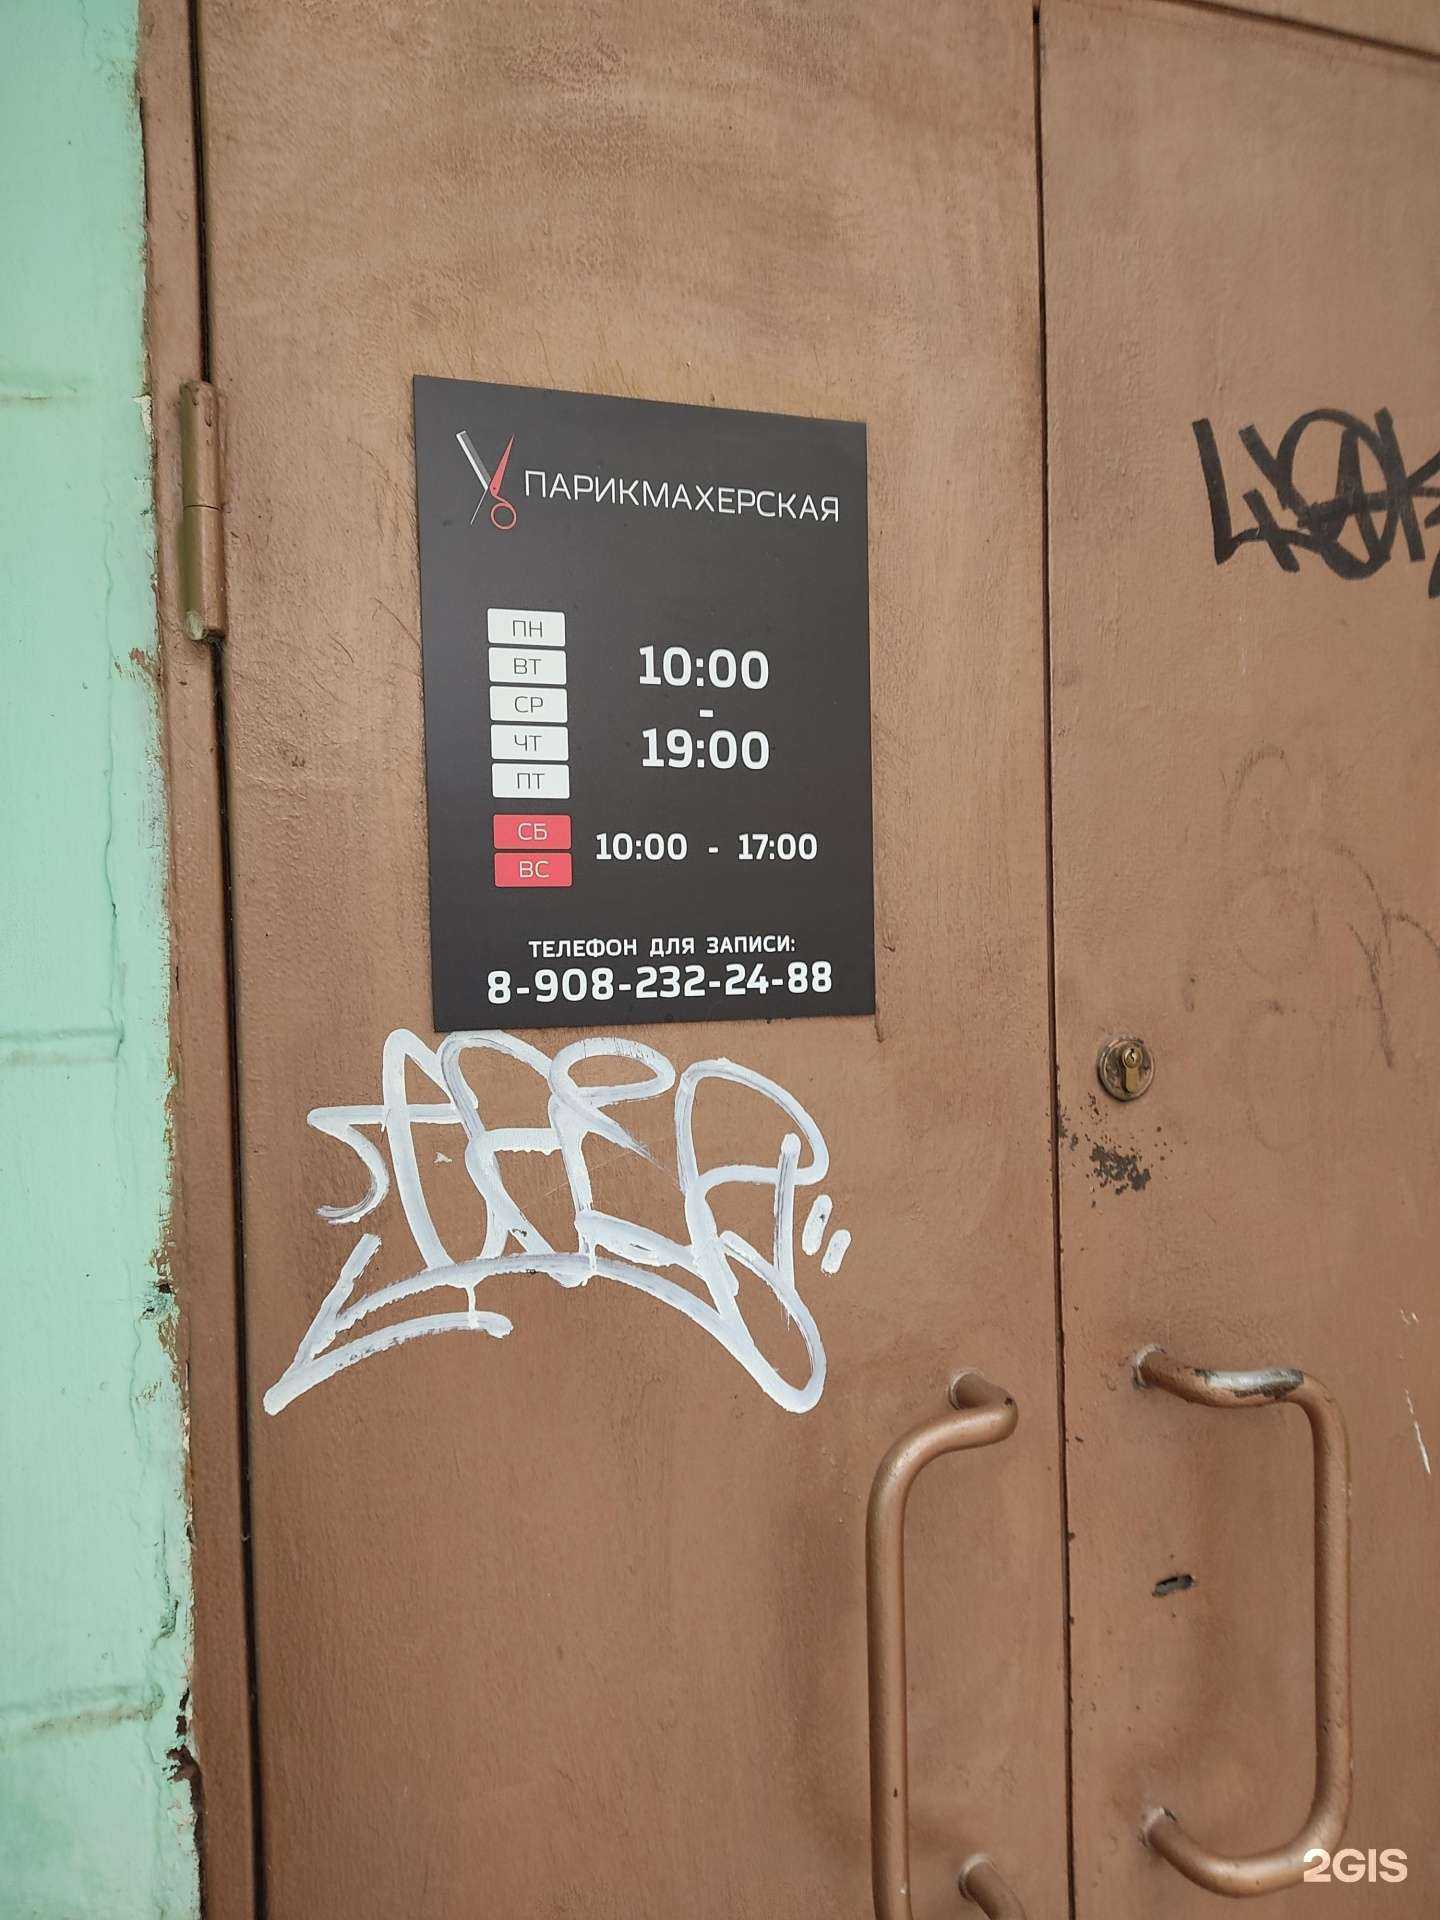 ПАРИКМАХЕРСКАЯ
ПН
ВТ
СР
ЧТ
ПТ
10:00
-
19:00
СБ
ВС
10:00 - 17:00
ТЕЛЕФОН ДЛЯ ЗАПИСИ:
8-908-232-24-88
2GIS